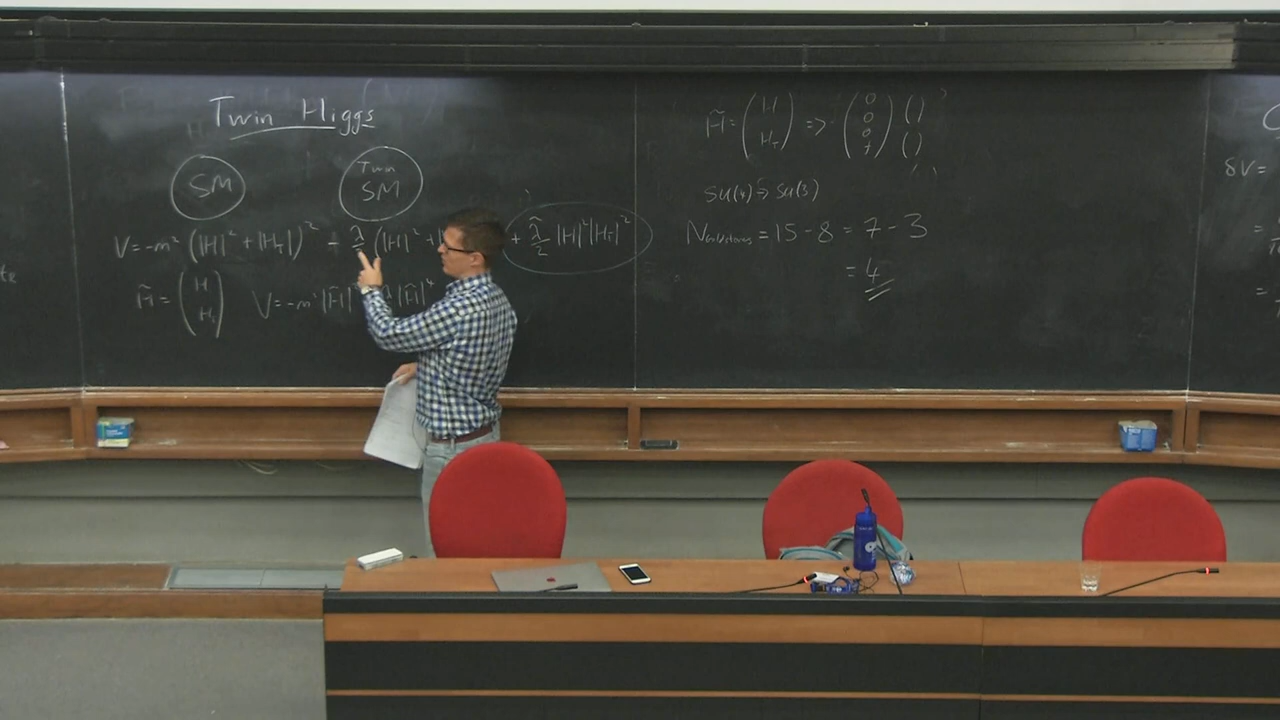 Twin Higgs
SM
Twin
SM
V = -m² (|H|² + |H_T|)² - λ/2 (|H|² + |H + λ̃/2 |H|²|H_T|²
H̃ = (H
H_T)
V = -m²|H̃|² λ |H̃|⁴
H̃ = (H
H_T) => (0
0
0
f) ( )
( )
SU(4) → SU(3)
N_Goldstones = 15 - 8 = 7 - 3
= 4
δV =
=
=